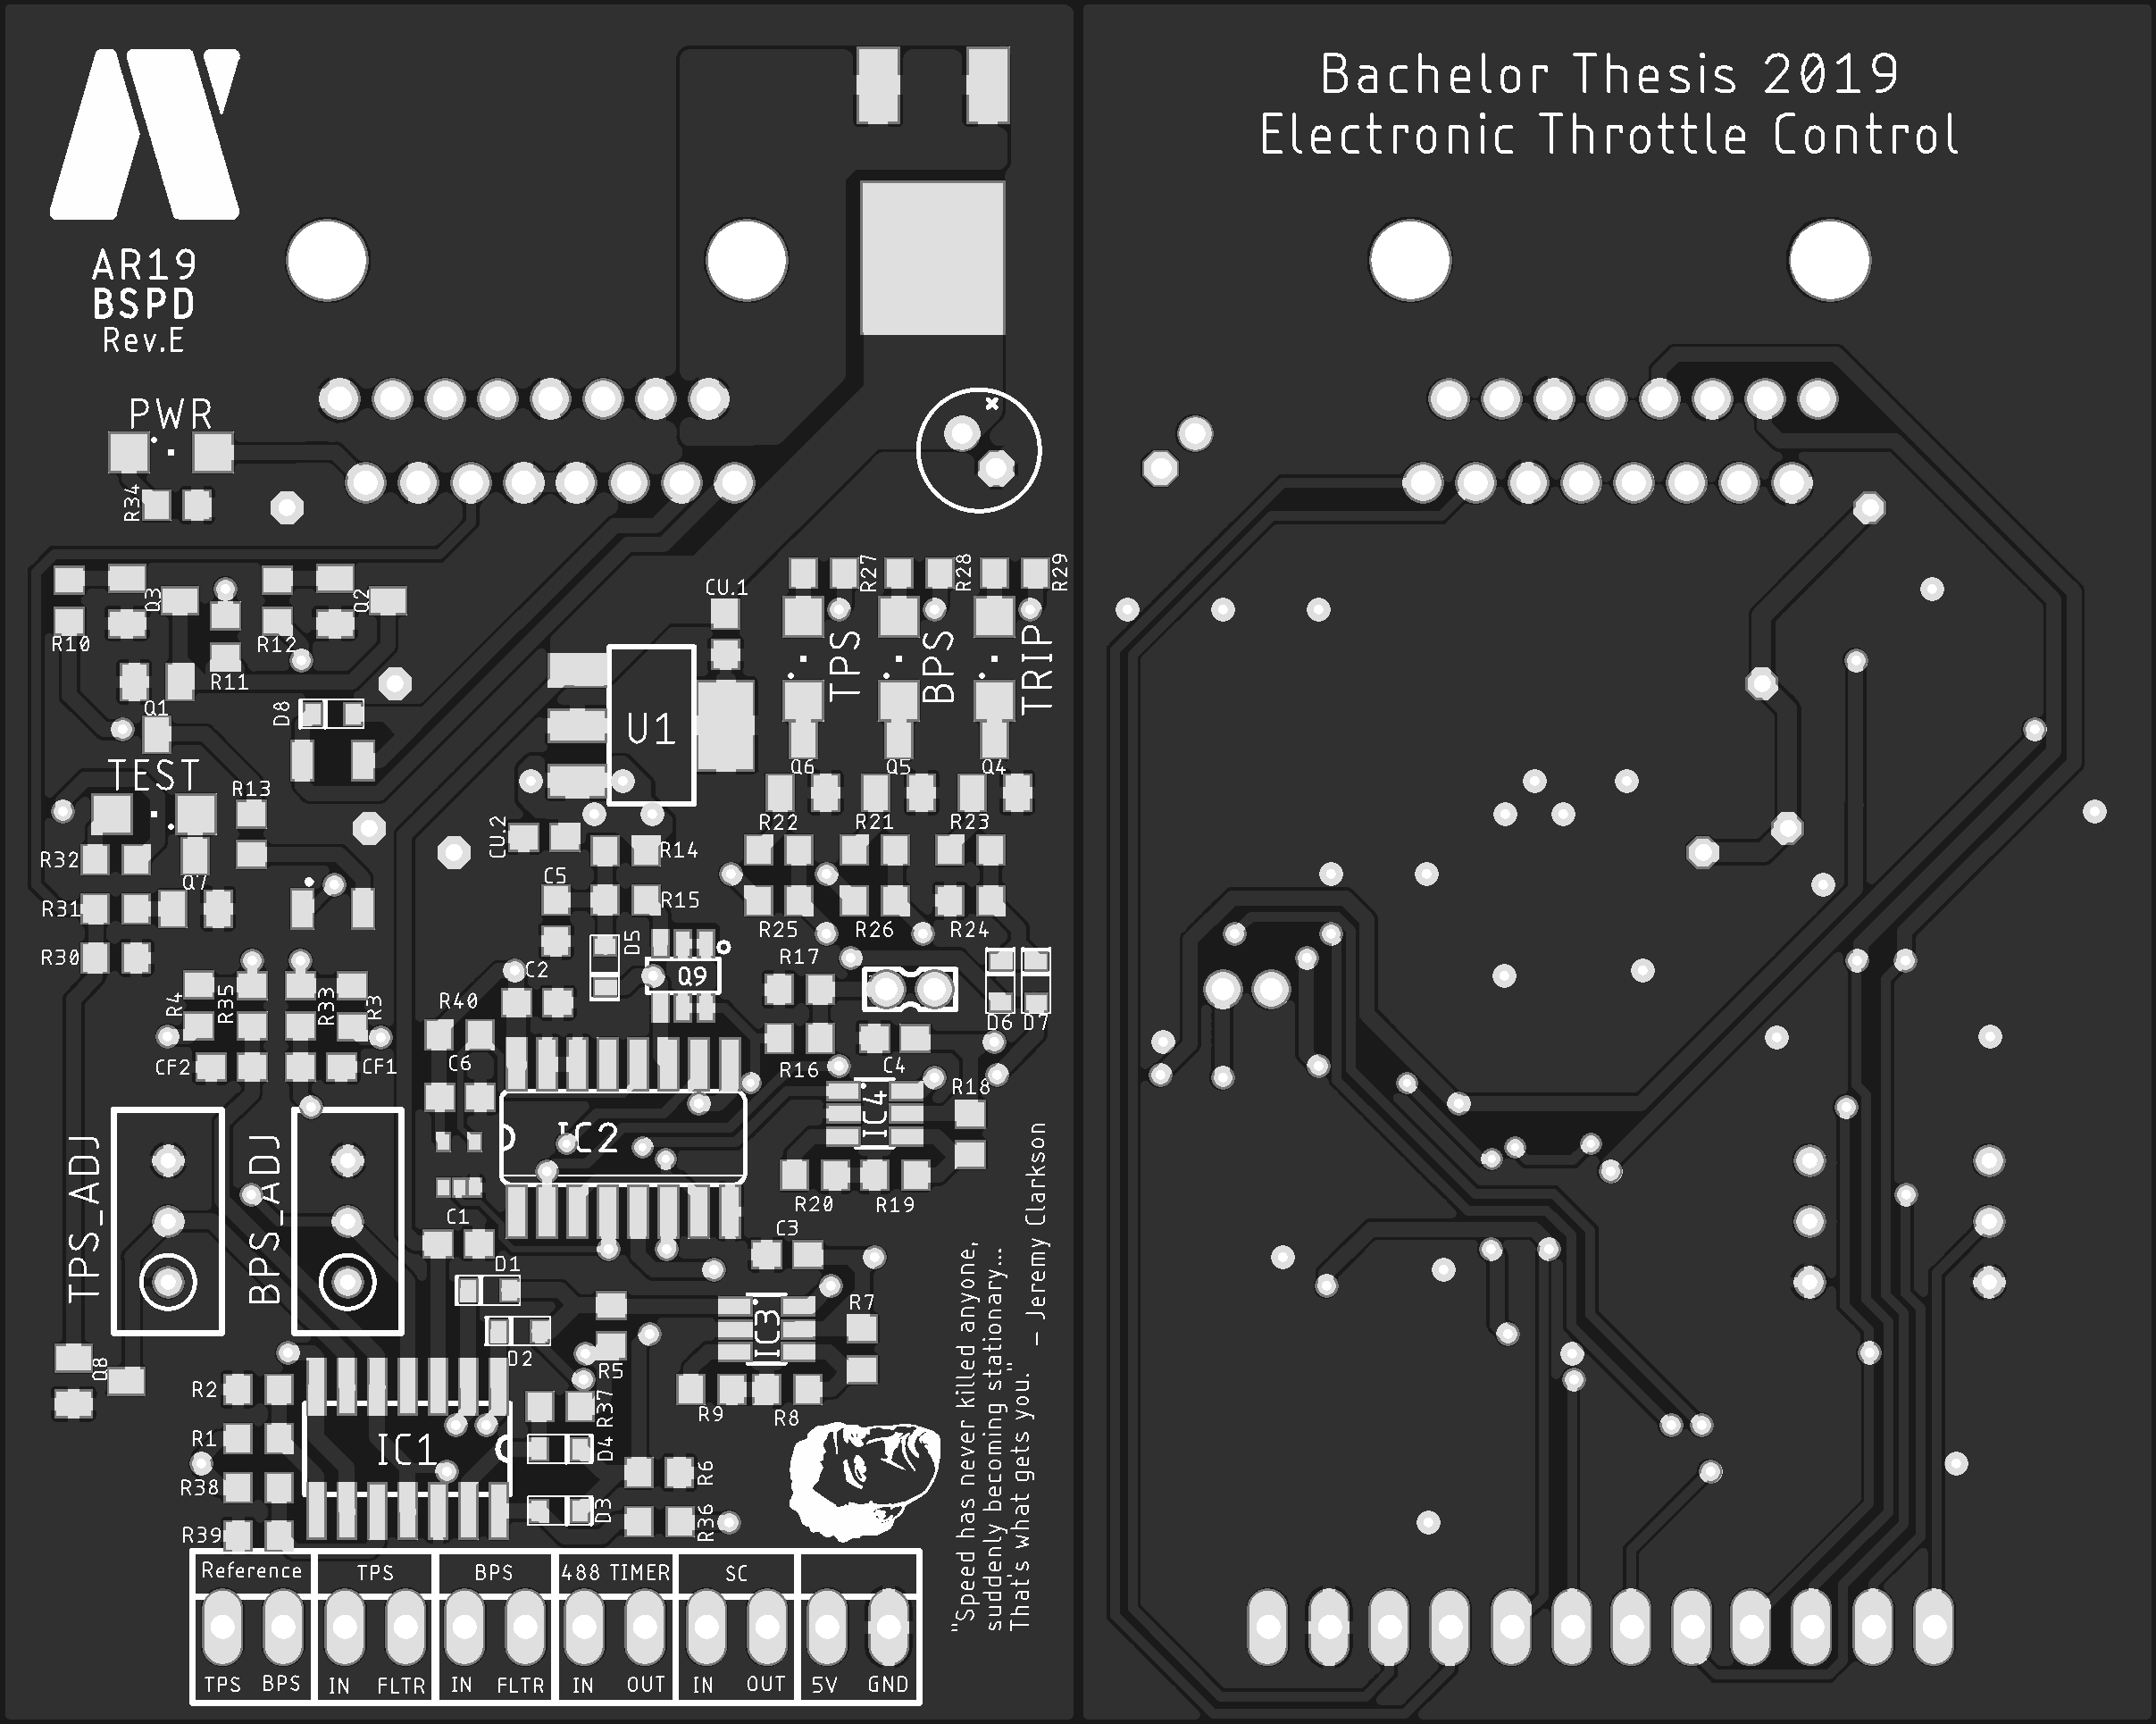 Bachelor Thesis 2019
Electronic Throttle Control
AR19
BSPD
Rev.E
PWR
R34
R27
R28
R29
Q3
Q2
CU.1
R10
R12
R11
TPS
BPS
TRIP
D8
Q1
U1
TEST
R13
Q6
Q5
Q4
R22
R21
R23
CU.2
R14
R32
Q7
C5
R15
R31
R25
R26
R24
R30
D5
C2
Q9
R17
R4
R35
R33
R3
R40
D6
D7
CF2
CF1
C6
R16
C4
R18
IC4
IC2
TPS_ADJ
BPS_ADJ
R20
R19
C1
C3
D1
D2
R7
IC3
Q8
R5
R2
R37
R9
R8
R1
IC1
D4
R38
R6
R39
D3
R36
"Speed has never killed anyone,
suddenly becoming stationary...
That's what gets you." – Jeremy Clarkson
Reference TPS BPS 488 TIMER SC
TPS BPS IN FLTR IN FLTR IN OUT IN OUT 5V GND